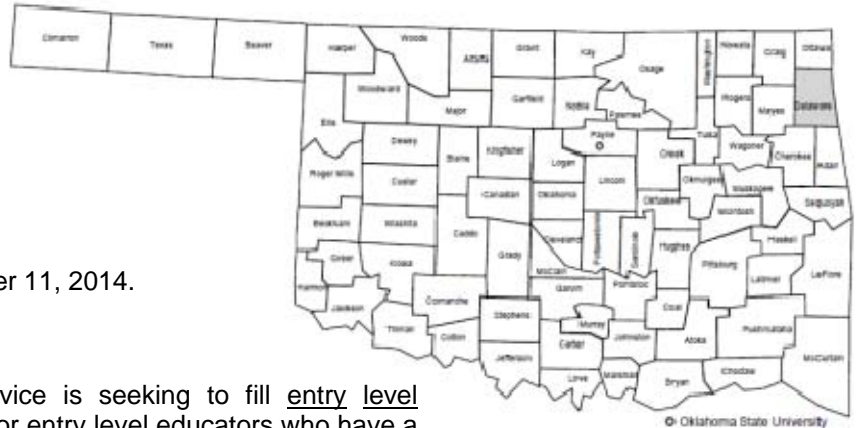 Cimarron Texas Beaver Harper Woods Alfalfa Grant Kay Osage Washington Nowata Craig Ottawa
Woodward Major Garfield Noble Pawnee Rogers Mayes Delaware
Ellis Dewey Blaine Kingfisher Logan Payne Creek Tulsa Wagoner Cherokee Adair
Roger Mills Custer Canadian Oklahoma Lincoln Okmulgee Muskogee Sequoyah
Beckham Washita Caddo Grady Cleveland Pottawatomie Seminole Okfuskee McIntosh Haskell
Greer Kiowa McClain Hughes Pittsburg Latimer LeFlore
Harmon Jackson Comanche Garvin Pontotoc Coal
Tillman Cotton Stephens Murray Johnston Atoka Pushmataha McCurtain
Jefferson Carter Love Marshall Bryan Choctaw
er 11, 2014.
vice is seeking to fill entry level
or entry level educators who have a
Oklahoma State University